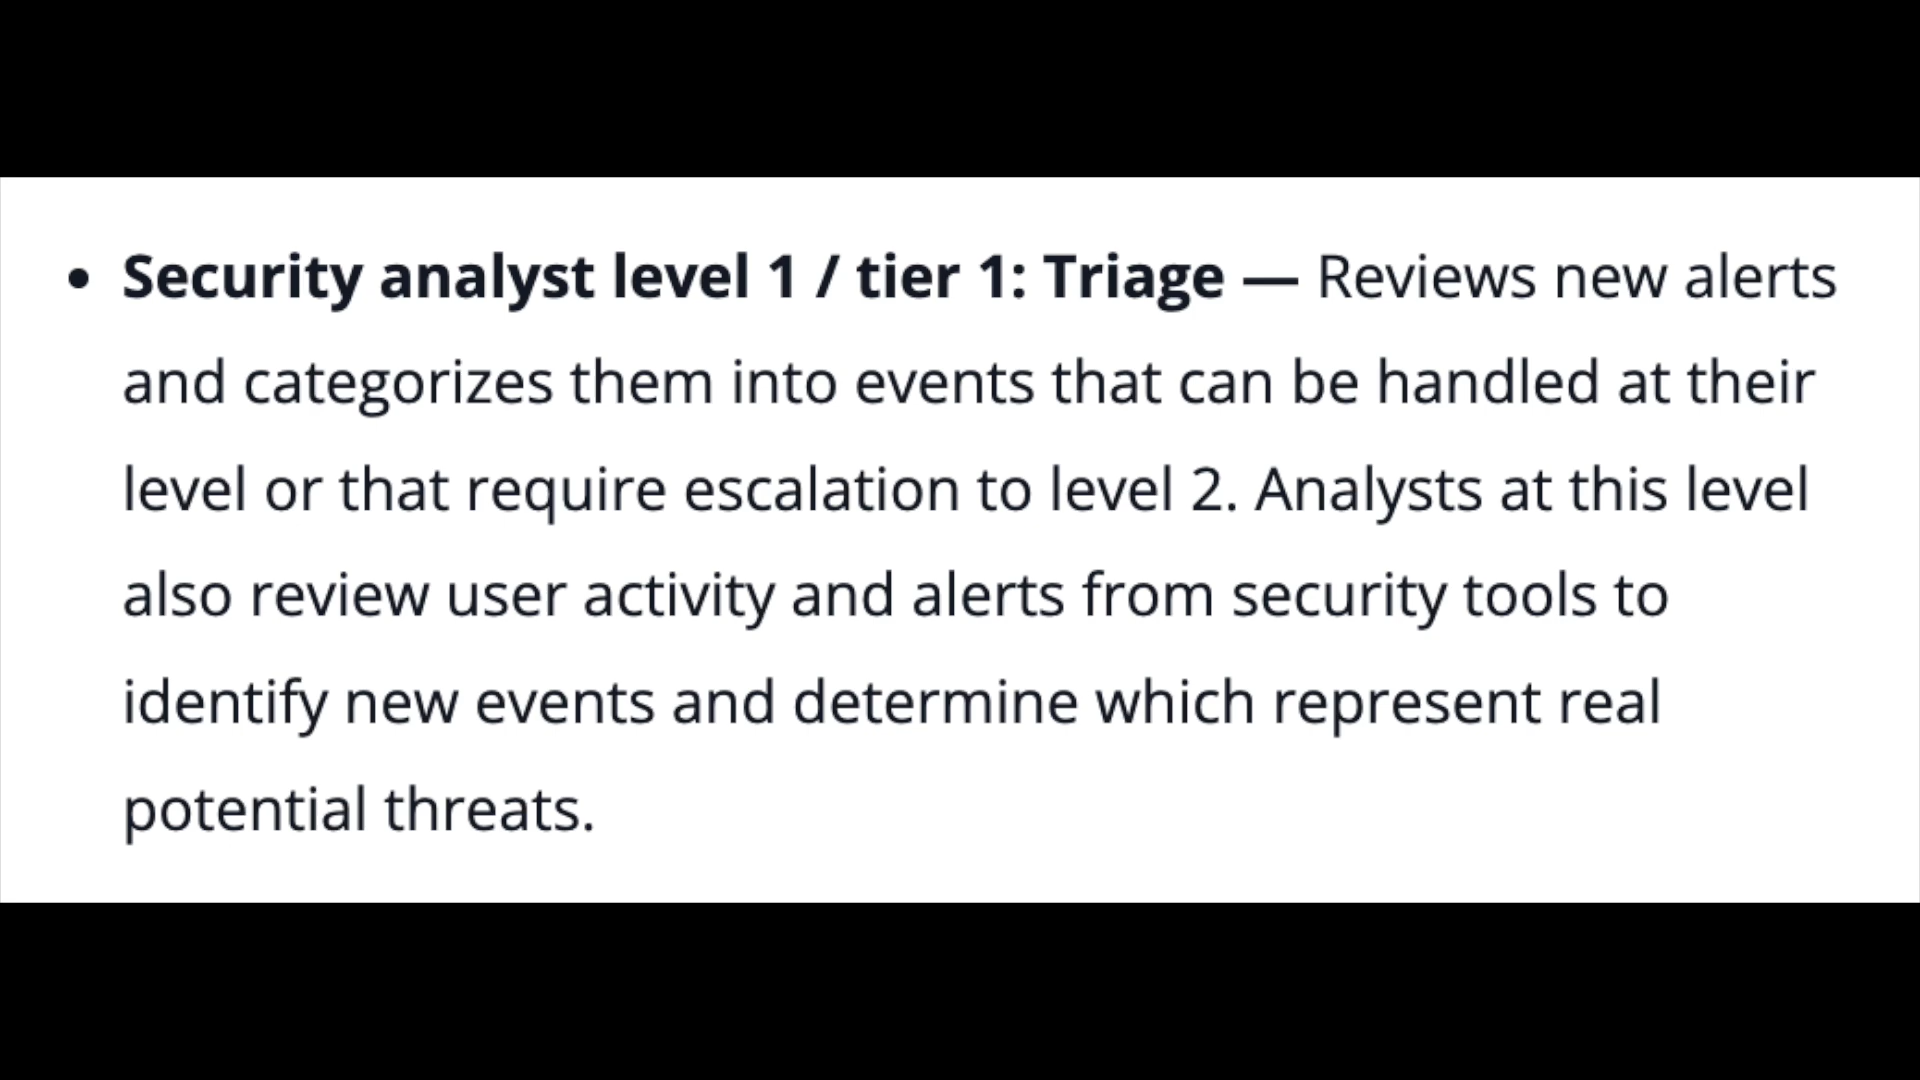 • Security analyst level 1 / tier 1: Triage — Reviews new alerts
and categorizes them into events that can be handled at their
level or that require escalation to level 2. Analysts at this level
also review user activity and alerts from security tools to
identify new events and determine which represent real
potential threats.